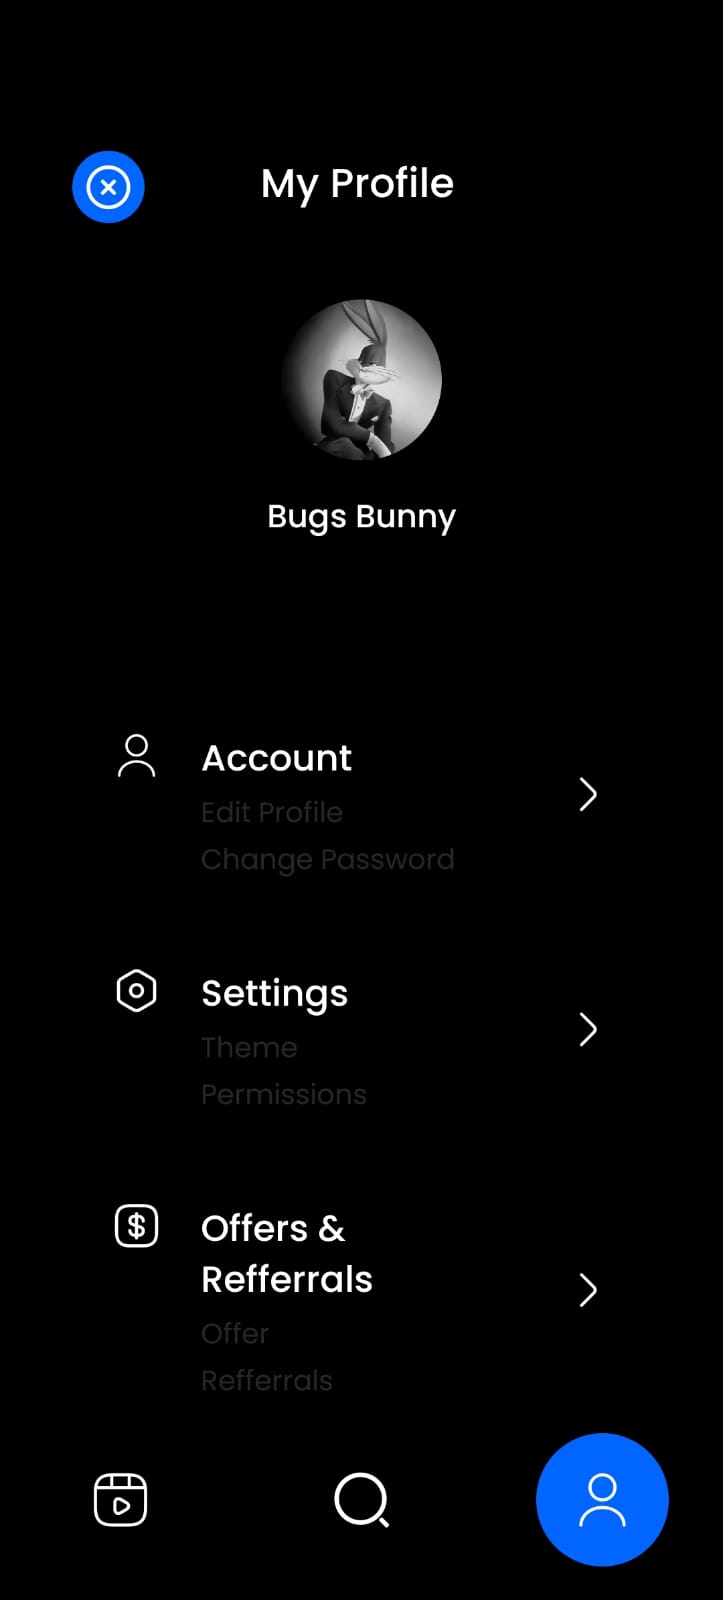 My Profile
Bugs Bunny
Account
Edit Profile
Change Password
Settings
Theme
Permissions
Offers &
Refferrals
Offer
Refferrals